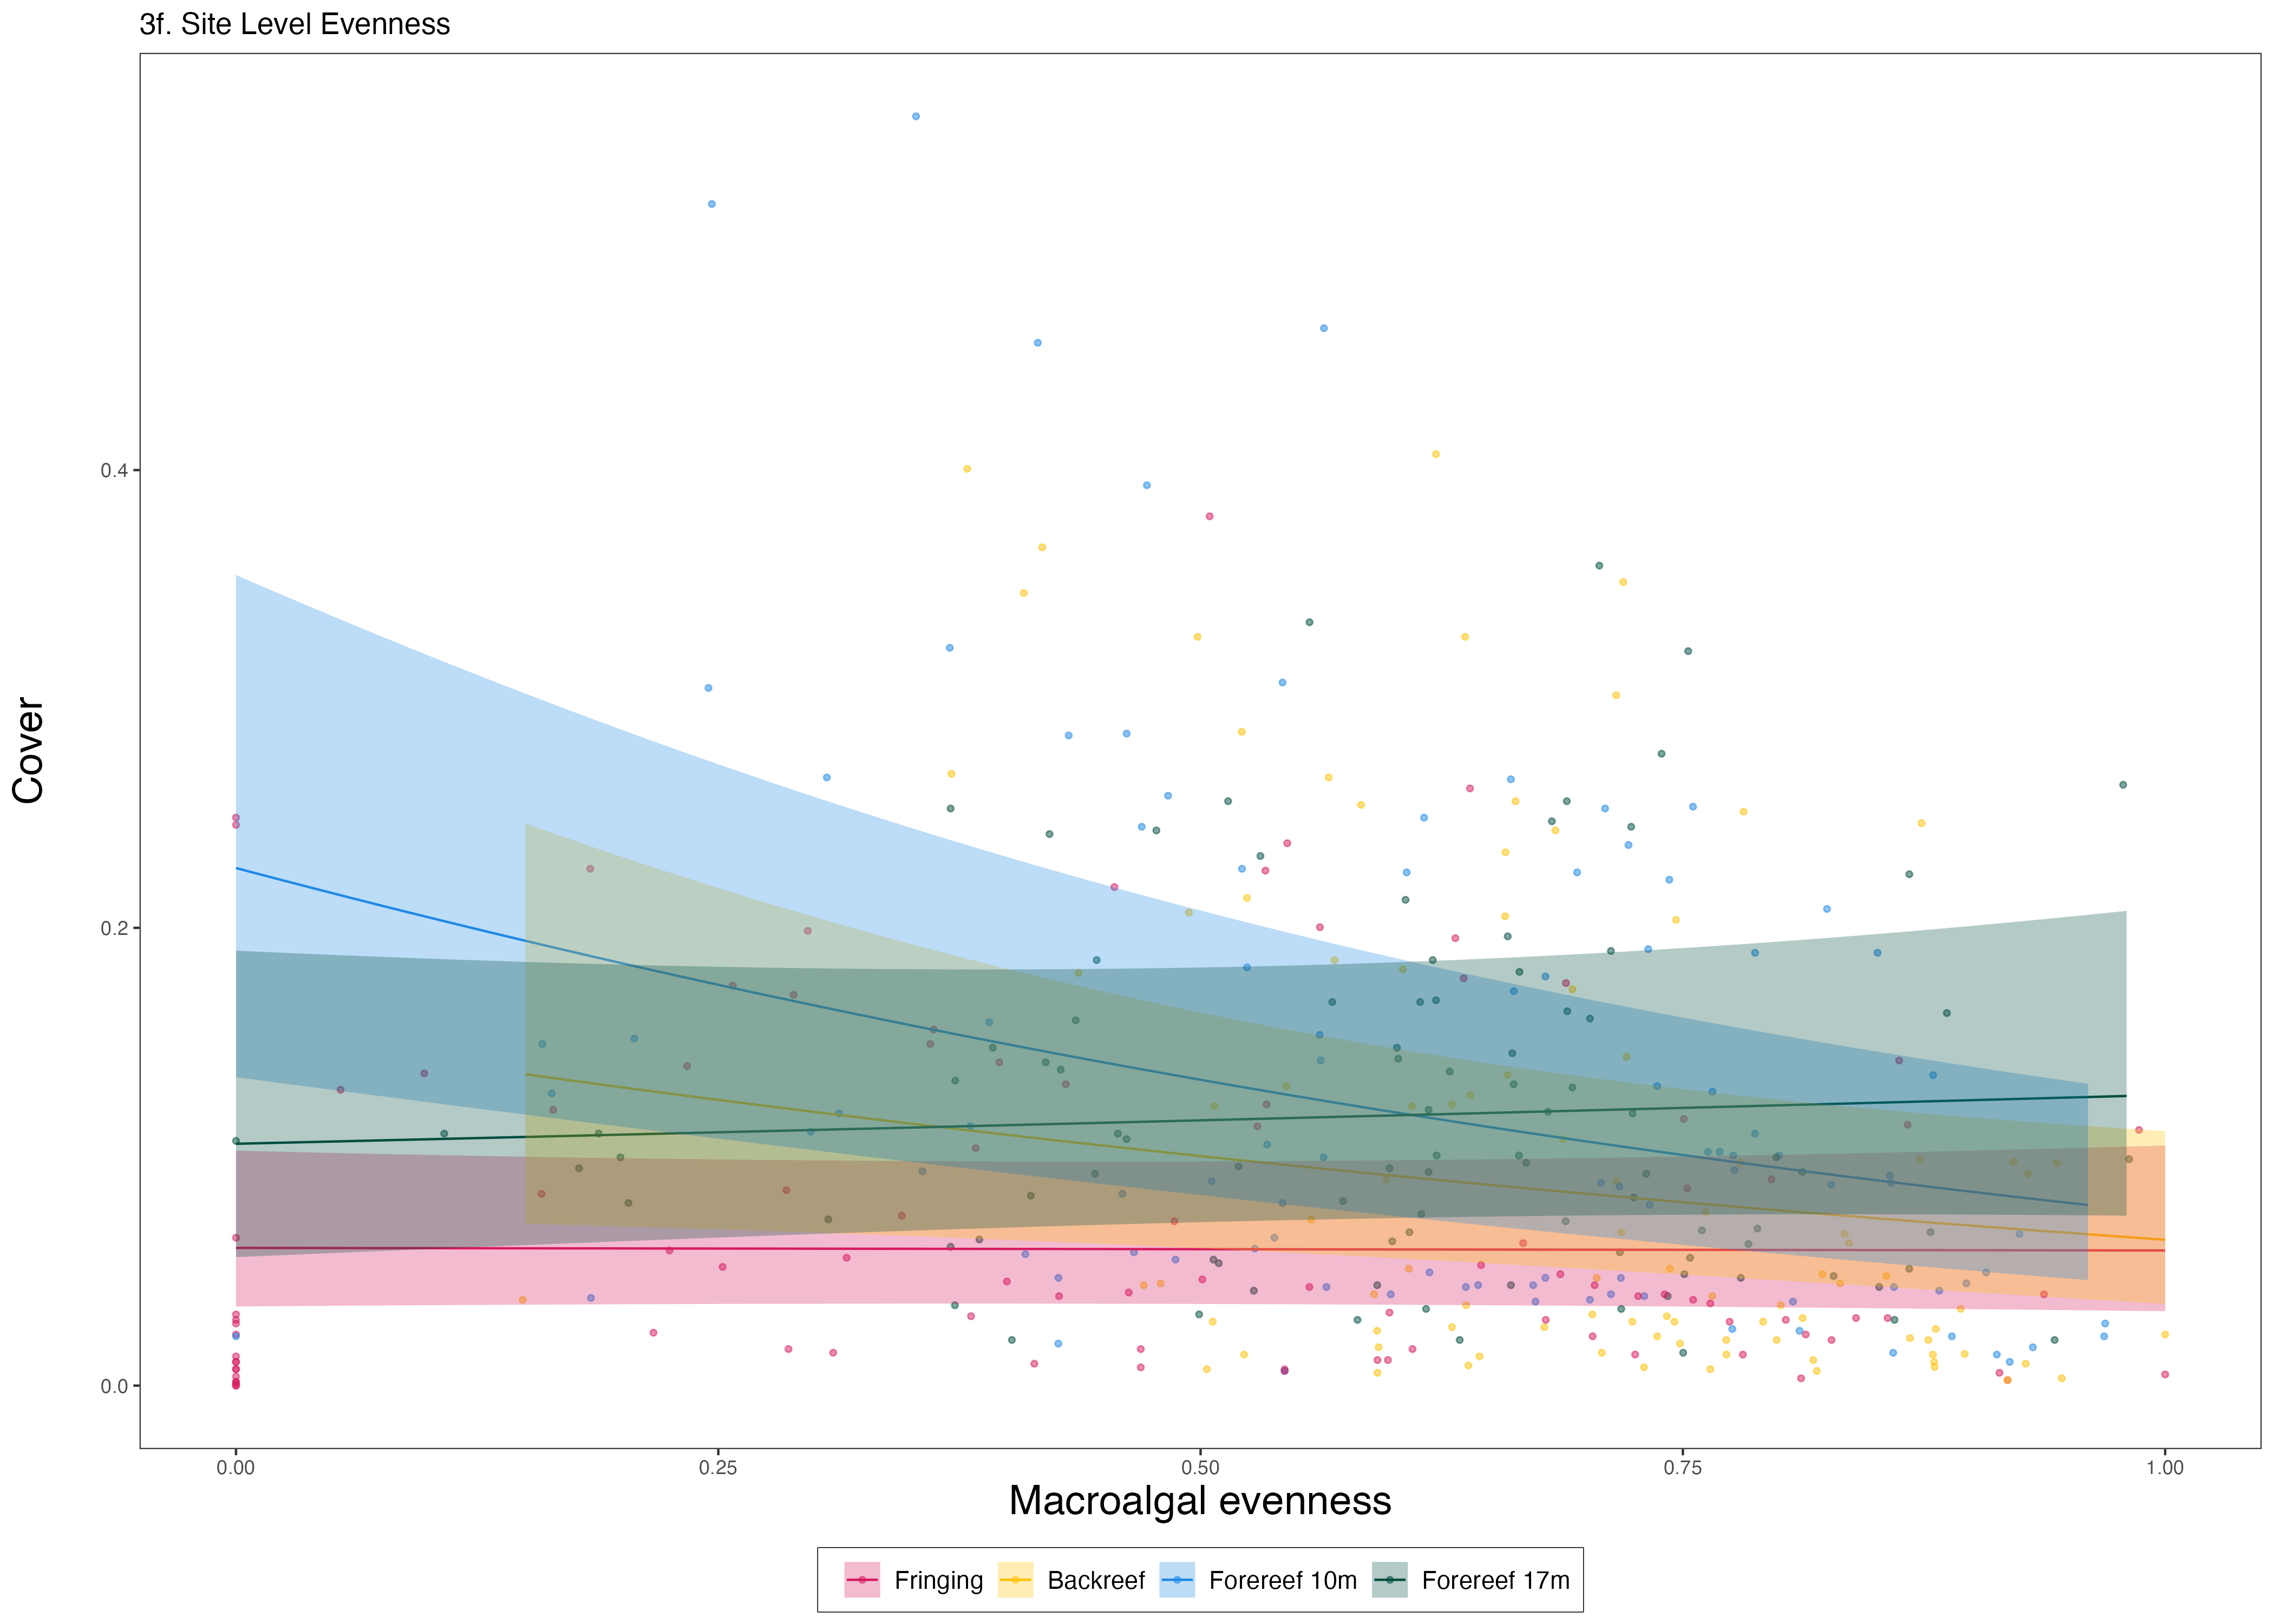 3f. Site Level Evenness
Cover
0.4
0.2
0.0
0.00 0.25 0.50 0.75 1.00
Macroalgal evenness
Fringing Backreef Forereef 10m Forereef 17m